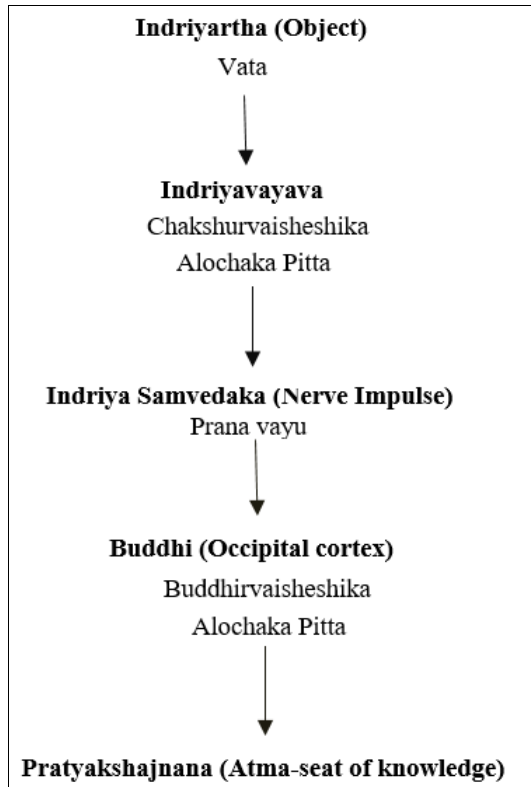 Indriyartha (Object)
Vata
Indriyavayava
Chakshurvaisheshika
Alochaka Pitta
Indriya Samvedaka (Nerve Impulse)
Prana vayu
Buddhi (Occipital cortex)
Buddhirvaisheshika
Alochaka Pitta
Pratyakshajnana (Atma-seat of knowledge)